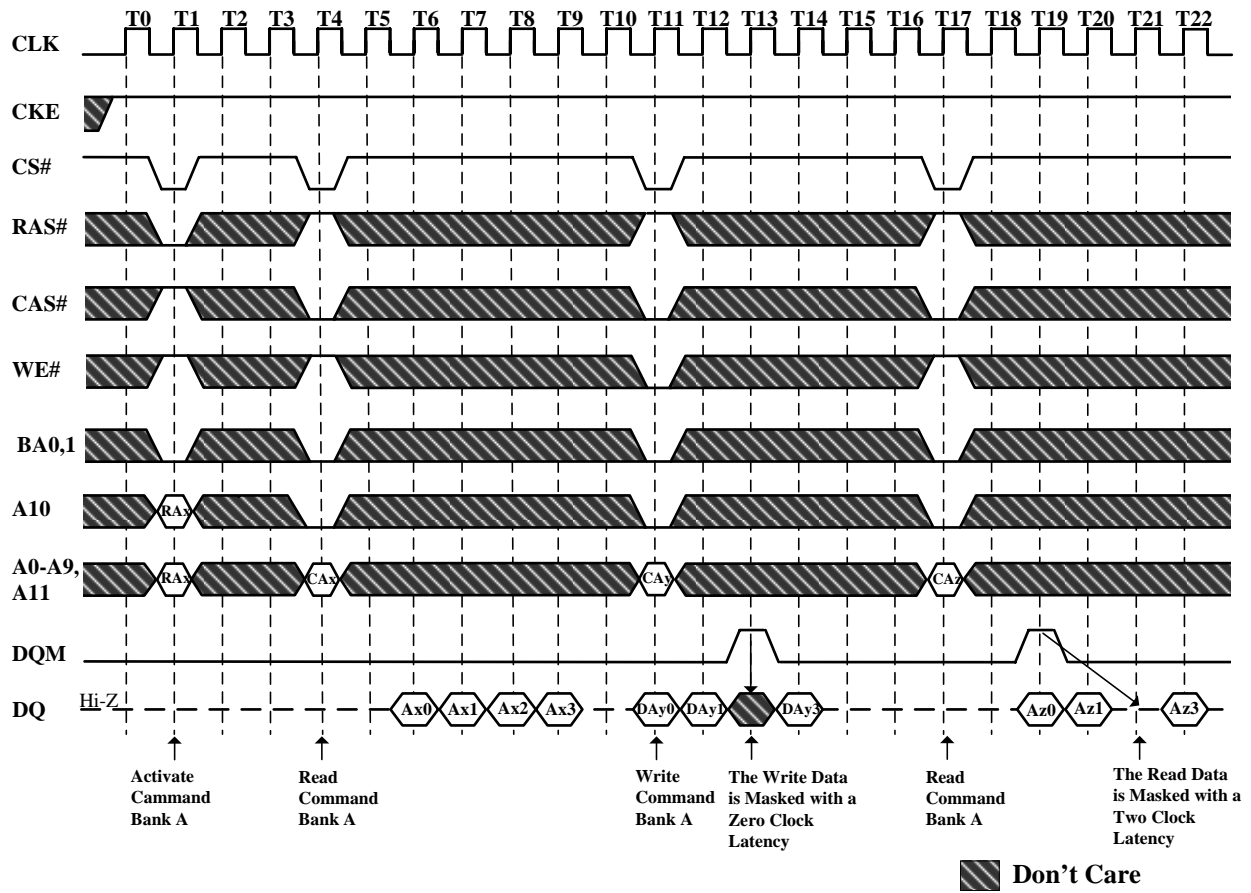 T0 T1 T2 T3 T4 T5 T6 T7 T8 T9 T10 T11 T12 T13 T14 T15 T16 T17 T18 T19 T20 T21 T22
CLK
CKE
CS#
RAS#
CAS#
WE#
BA0,1
A10 RAx
A0-A9,
A11
RAx CAx CAy CAz
DQM
DQ Hi-Z Ax0 Ax1 Ax2 Ax3 DAy0 DAy1 DAy3 Az0 Az1 Az3
Activate
Cammand
Bank A
Read
Command
Bank A
Write
Command
Bank A
The Write Data
is Masked with a
Zero Clock
Latency
Read
Command
Bank A
The Read Data
is Masked with a
Two Clock
Latency
Don't Care